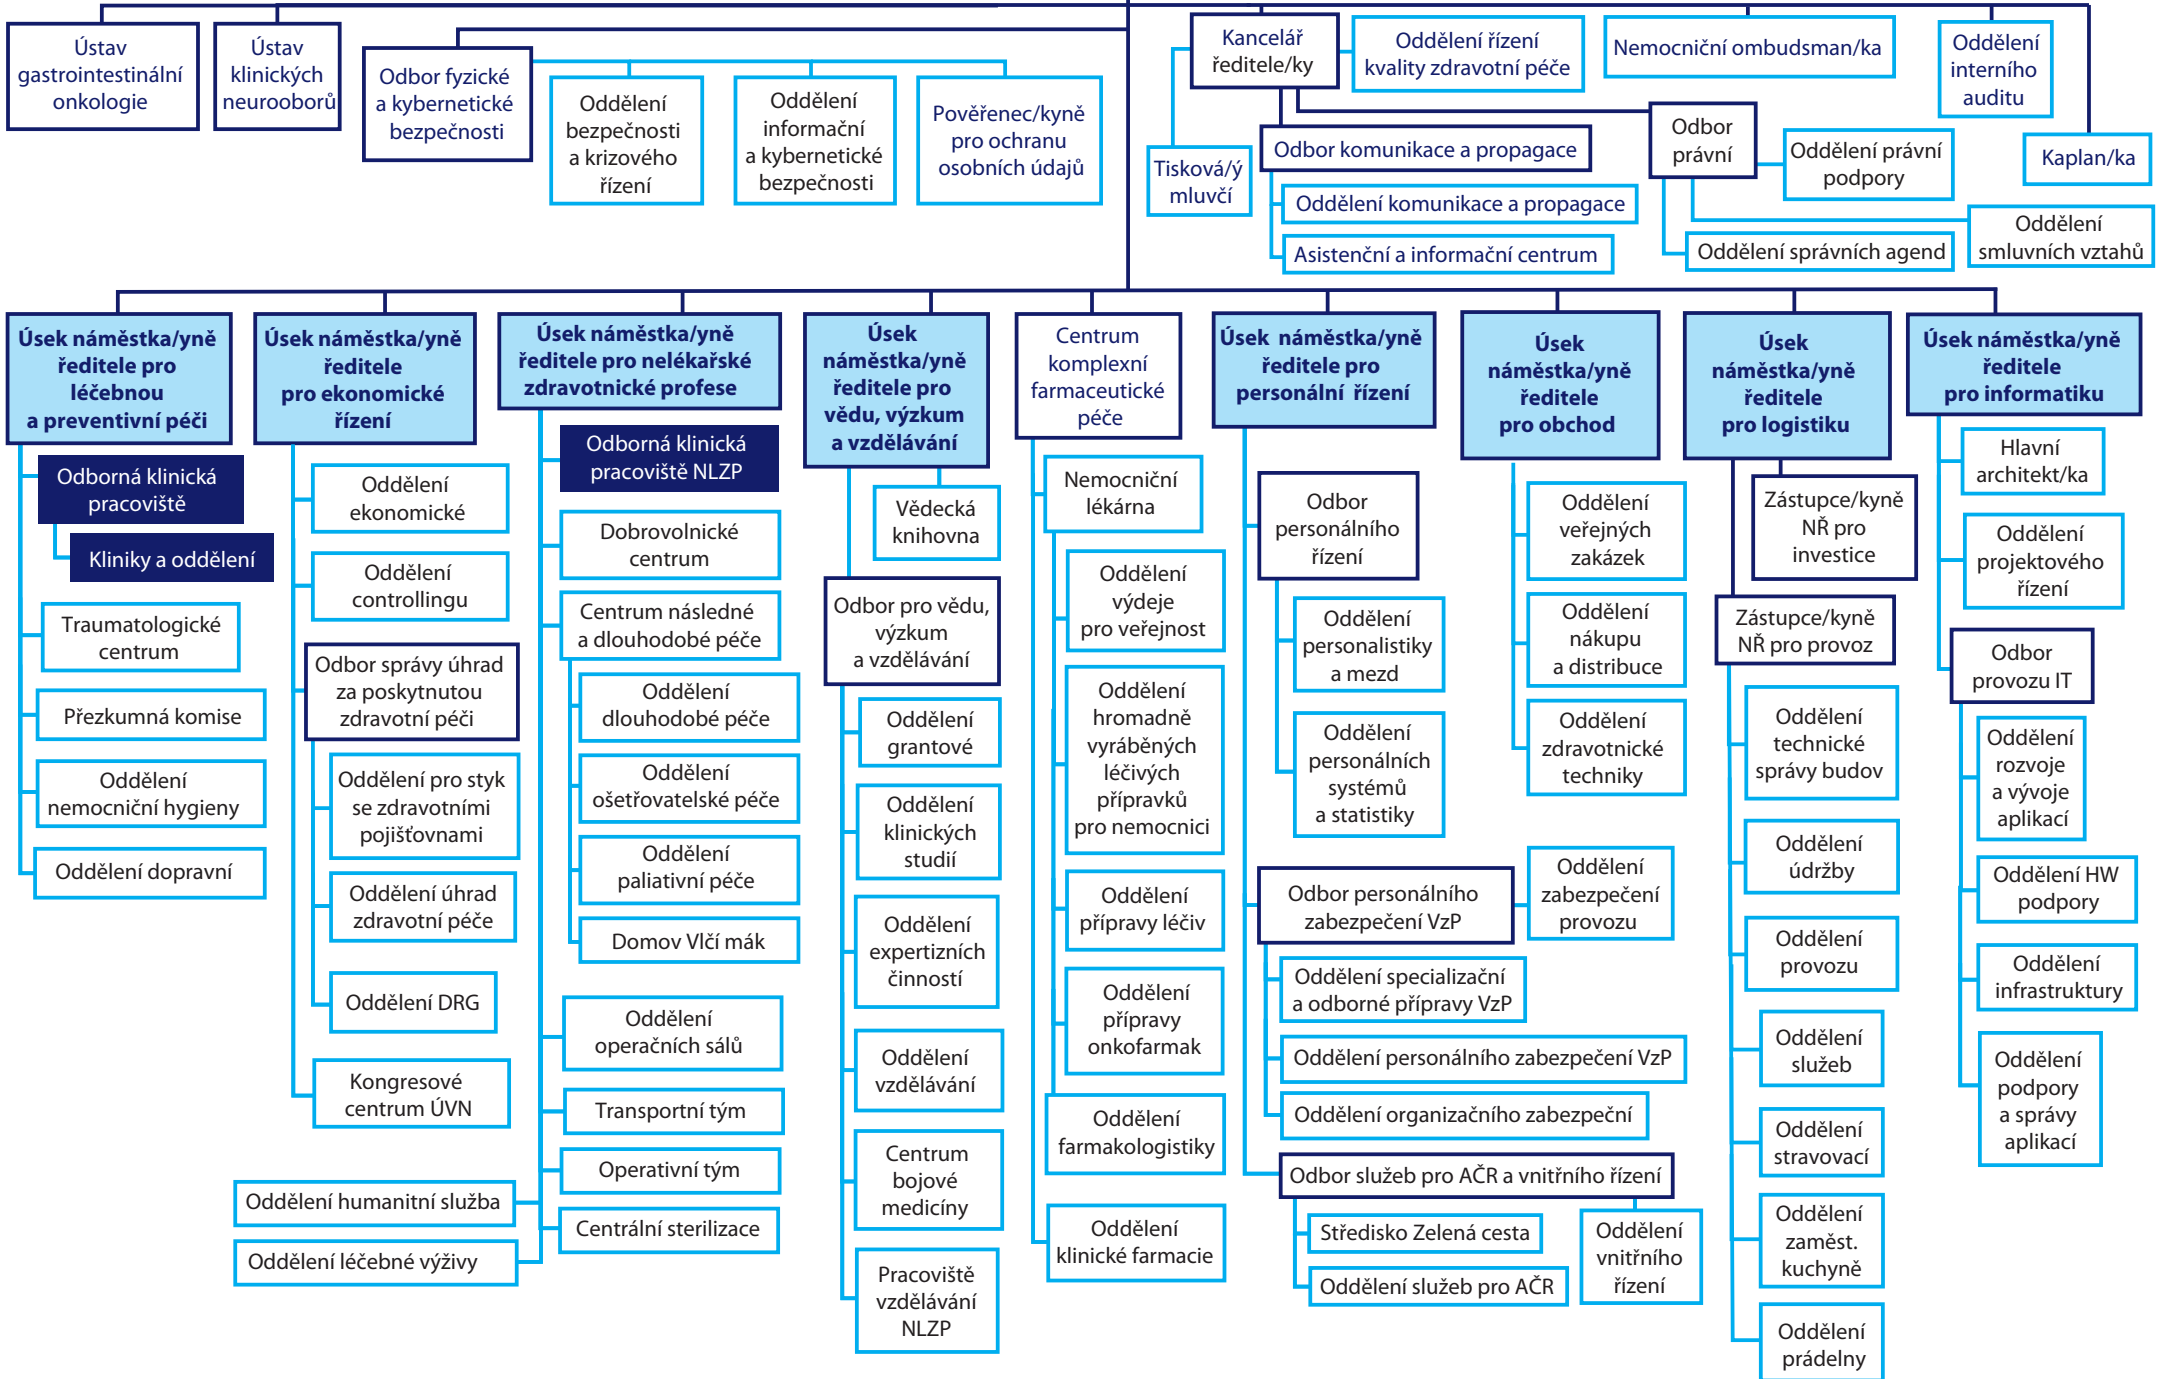 Ústav
gastrointestinální
onkologie
Ústav
klinických
neurooborů
Odbor fyzické
a kybernetické
bezpečnosti
Oddělení
bezpečnosti
a krizového
řízení
Oddělení
informační
a kybernetické
bezpečnosti
Pověřenec/kyně
pro ochranu
osobních údajů
Kancelář
ředitele/ky
Oddělení řízení
kvality zdravotní péče
Nemocniční ombudsman/ka
Oddělení
interního
auditu
Tisková/ý
mluvčí
Odbor komunikace a propagace
Oddělení komunikace a propagace
Asistenční a informační centrum
Odbor
právní
Oddělení právní
podpory
Kaplan/ka
Oddělení správních agend
Oddělení
smluvních vztahů
Úsek náměstka/yně
ředitele pro
léčebnou
a preventivní péči
Odborná klinická
pracoviště
Kliniky a oddělení
Traumatologické
centrum
Přezkumná komise
Oddělení
nemocniční hygieny
Oddělení dopravní
Úsek náměstka/yně
ředitele
pro ekonomické
řízení
Oddělení
ekonomické
Oddělení
controllingu
Odbor správy úhrad
za poskytnutou
zdravotní péči
Oddělení pro styk
se zdravotními
pojišťovnami
Oddělení úhrad
zdravotní péče
Oddělení DRG
Kongresové
centrum ÚVN
Úsek náměstka/yně
ředitele pro nelékařské
zdravotnické profese
Odborná klinická
pracoviště NLZP
Dobrovolnické
centrum
Centrum následné
a dlouhodobé péče
Oddělení
dlouhodobé péče
Oddělení
ošetřovatelské péče
Oddělení
paliativní péče
Domov Vlčí mák
Oddělení
operačních sálů
Transportní tým
Operativní tým
Oddělení humanitní služba
Centrální sterilizace
Oddělení léčebné výživy
Úsek
náměstka/yně
ředitele pro
vědu, výzkum
a vzdělávání
Vědecká
knihovna
Odbor pro vědu,
výzkum
a vzdělávání
Oddělení
grantové
Oddělení
klinických
studií
Oddělení
expertizních
činností
Oddělení
vzdělávání
Centrum
bojové
medicíny
Pracoviště
vzdělávání
NLZP
Centrum
komplexní
farmaceutické
péče
Nemocniční
lékárna
Oddělení
výdeje
pro veřejnost
Oddělení
hromadně
vyráběných
léčivých
přípravků
pro nemocnici
Oddělení
přípravy léčiv
Oddělení
přípravy
onkofarmak
Oddělení
farmakologistiky
Oddělení
klinické farmacie
Úsek náměstka/yně
ředitele pro
personální řízení
Odbor
personálního
řízení
Oddělení
personalistiky
a mezd
Oddělení
personálních
systémů
a statistiky
Odbor personálního
zabezpečení VzP
Oddělení
zabezpečení
provozu
Oddělení specializační
a odborné přípravy VzP
Oddělení personálního zabezpečení VzP
Oddělení organizačního zabezpeční
Odbor služeb pro AČR a vnitřního řízení
Středisko Zelená cesta
Oddělení služeb pro AČR
Oddělení
vnitřního
řízení
Úsek
náměstka/yně
ředitele
pro obchod
Oddělení
veřejných
zakázek
Oddělení
nákupu
a distribuce
Oddělení
zdravotnické
techniky
Úsek
náměstka/yně
ředitele
pro logistiku
Zástupce/kyně
NŘ pro
investice
Zástupce/kyně
NŘ pro provoz
Oddělení
technické
správy budov
Oddělení
údržby
Oddělení
provozu
Oddělení
služeb
Oddělení
stravovací
Oddělení
zaměst.
kuchyně
Oddělení
prádelny
Úsek náměstka/yně
ředitele
pro informatiku
Hlavní
architekt/ka
Oddělení
projektového
řízení
Odbor
provozu IT
Oddělení
rozvoje
a vývoje
aplikací
Oddělení HW
podpory
Oddělení
infrastruktury
Oddělení
podpory
a správy
aplikací